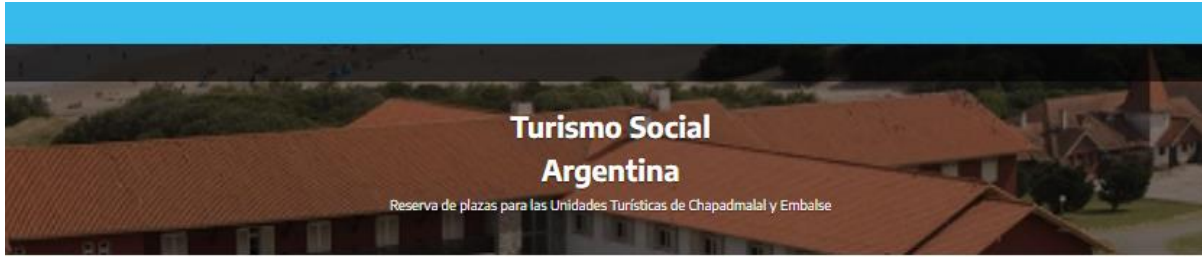 Turismo Social
Argentina
Reserva de plazas para las Unidades Turísticas de Chapadmalal y Embalse